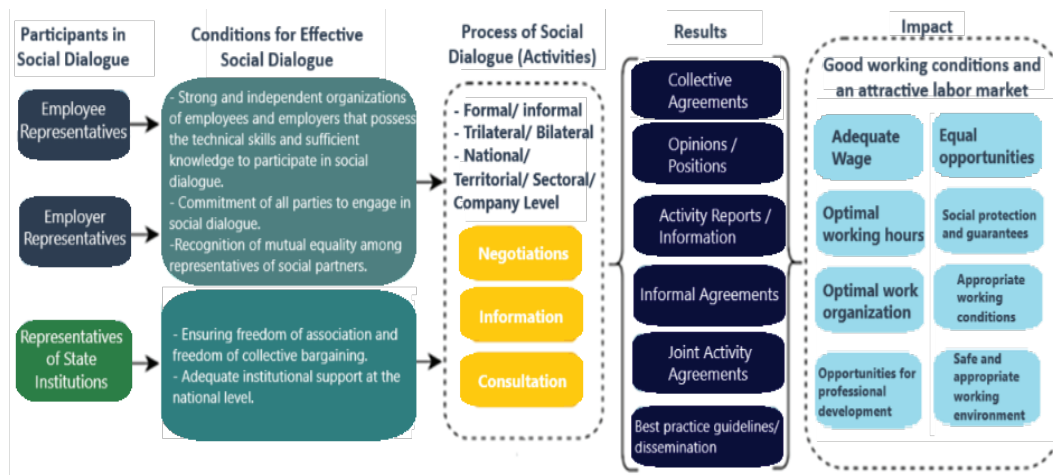 Participants in
Social Dialogue
Employee
Representatives
Employer
Representatives
Representatives
of State
Institutions
Conditions for Effective
Social Dialogue
- Strong and independent organizations
of employees and employers that possess
the technical skills and sufficient
knowledge to participate in social
dialogue.
- Commitment of all parties to engage in
social dialogue.
-Recognition of mutual equality among
representatives of social partners.
- Ensuring freedom of association and
freedom of collective bargaining.
- Adequate institutional support at the
national level.
Process of Social
Dialogue (Activities)
- Formal/ informal
- Trilateral/ Bilateral
- National/
Territorial/ Sectoral/
Company Level
Negotiations
Information
Consultation
Results
Collective
Agreements
Opinions /
Positions
Activity Reports /
Information
Informal Agreements
Joint Activity
Agreements
Best practice guidelines/
dissemination
Impact
Good working conditions and
an attractive labor market
Adequate
Wage
Equal
opportunities
Optimal
working hours
Social protection
and guarantees
Optimal work
organization
Appropriate
working
conditions
Opportunities for
professional
development
Safe and
appropriate
working
environment